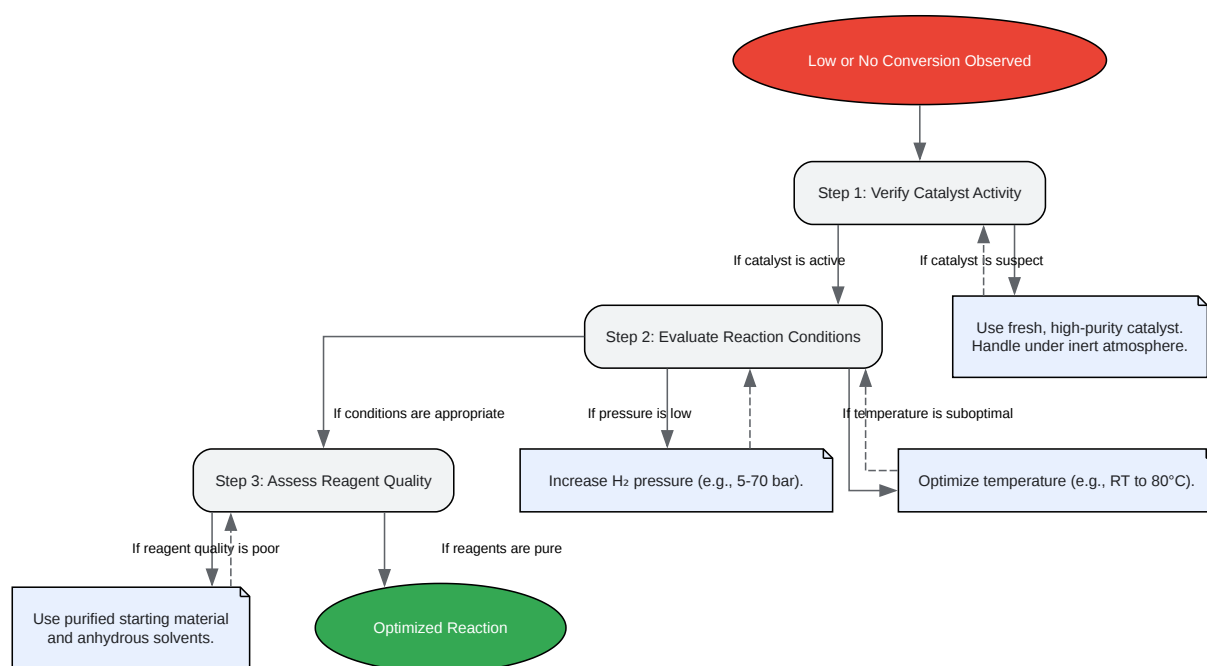 Low or No Conversion Observed
Step 1: Verify Catalyst Activity
If catalyst is active
If catalyst is suspect
Use fresh, high-purity catalyst.
Handle under inert atmosphere.
Step 2: Evaluate Reaction Conditions
If conditions are appropriate
If pressure is low
If temperature is suboptimal
Step 3: Assess Reagent Quality
Increase H₂ pressure (e.g., 5-70 bar).
Optimize temperature (e.g., RT to 80°C).
If reagent quality is poor
If reagents are pure
Use purified starting material
and anhydrous solvents.
Optimized Reaction